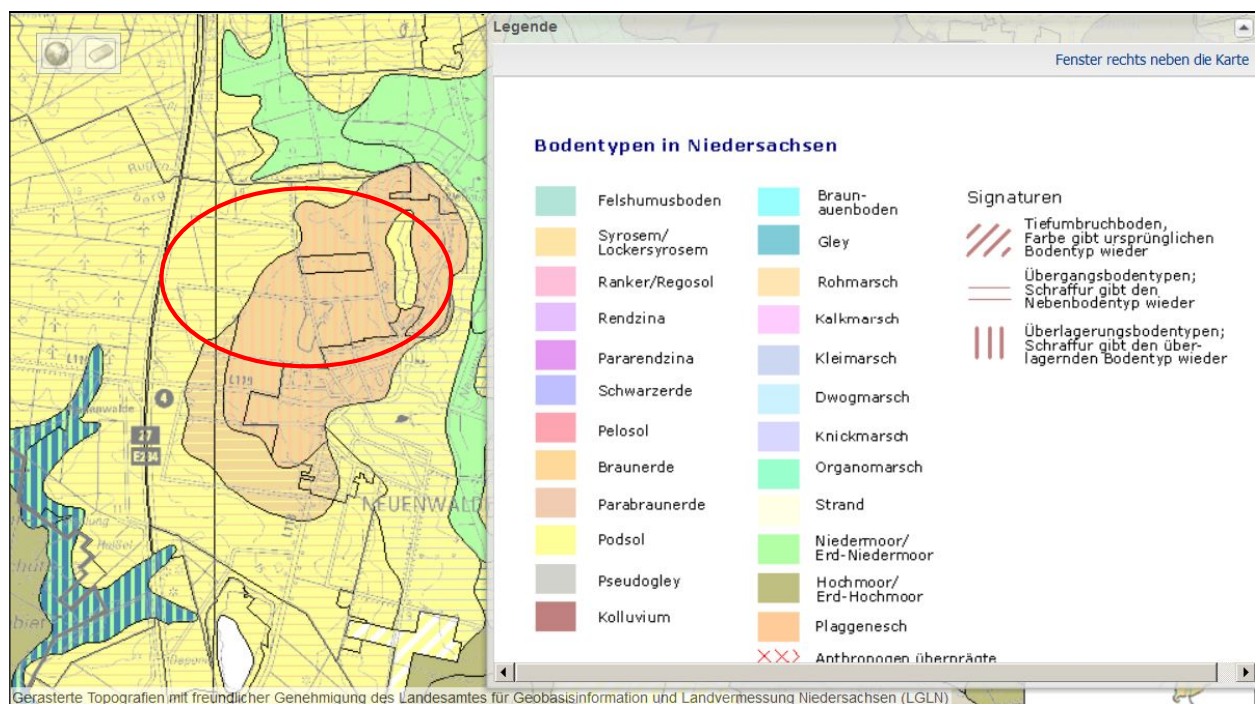 Legende
Fenster rechts neben die Karte
Bodentypen in Niedersachsen
Felshumusboden
Syrosem/
Lockersyrosem
Ranker/Regosol
Rendzina
Pararendzina
Schwarzerde
Pelosol
Braunerde
Parabraunerde
Podsol
Pseudogley
Kolluvium
Braun-
auenboden
Gley
Rohmarsch
Kalkmarsch
Kleimarsch
Dwogmarsch
Knickmarsch
Organomarsch
Strand
Niedermoor/
Erd-Niedermoor
Hochmoor/
Erd-Hochmoor
Plaggenesch
Anthropogen überprägte
Signaturen
Tiefumbruchboden,
Farbe gibt ursprünglichen
Bodentyp wieder
Übergangsbodentypen;
Schraffur gibt den
Nebenbodentyp wieder
Überlagerungsbodentypen;
Schraffur gibt den über-
lagernden Bodentyp wieder
L119
4
27
E234
NEUENWALDE
Gerasterte Topografien mit freundlicher Genehmigung des Landesamtes für Geobasisinformation und Landvermessung Niedersachsen (LGLN)